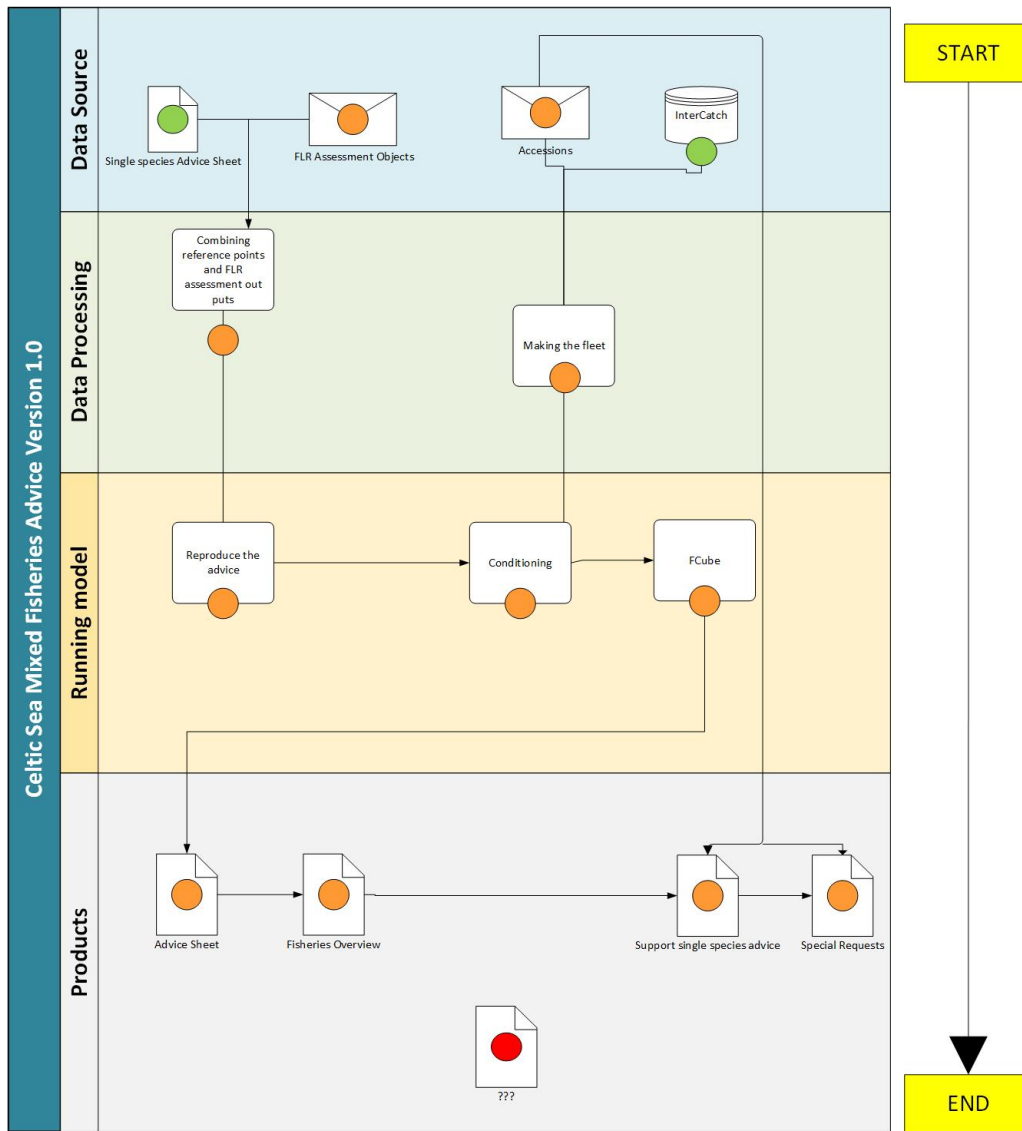 Celtic Sea Mixed Fisheries Advice Version 1.0
Data Source
Single species Advice Sheet
FLR Assessment Objects
Accessions
InterCatch
START
Data Processing
Combining
reference points
and FLR
assessment out
puts
Making the fleet
Running model
Reproduce the
advice
Conditioning
FCube
Products
Advice Sheet
Fisheries Overview
Support single species advice
Special Requests
???
END